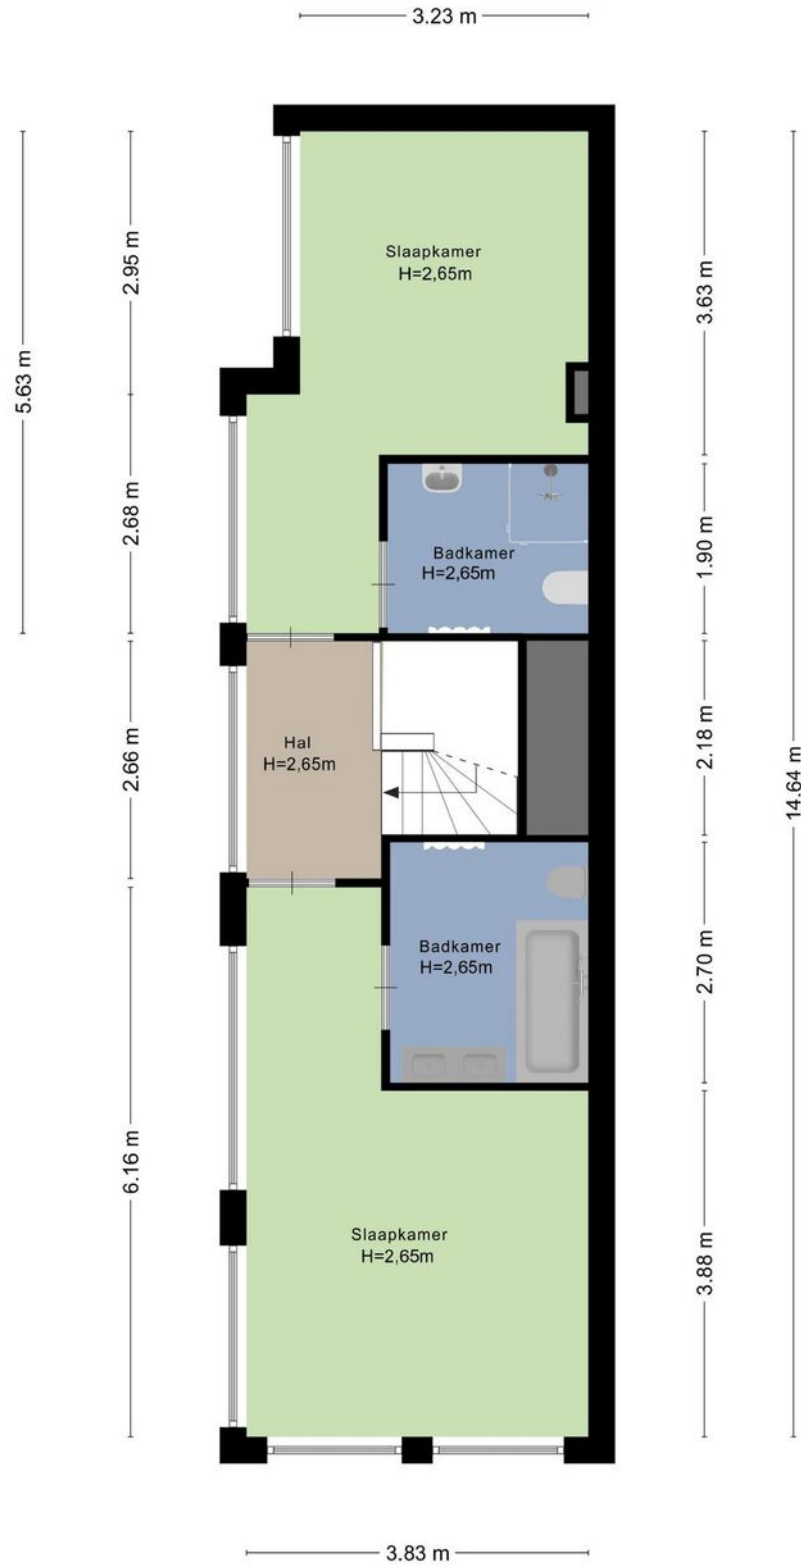 3.23 m
5.63 m
2.95 m
Slaapkamer
H=2,65m
3.63 m
2.68 m
Badkamer
H=2,65m
1.90 m
2.66 m
Hal
H=2,65m
2.18 m
14.64 m
Badkamer
H=2,65m
2.70 m
6.16 m
Slaapkamer
H=2,65m
3.88 m
3.83 m